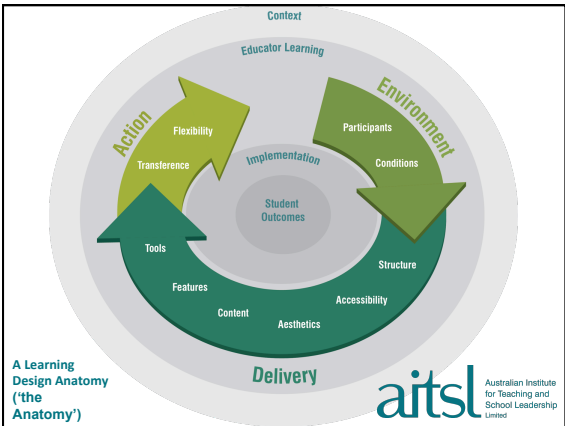 Context
Educator Learning
Action
Environment
Flexibility
Participants
Transference
Implementation
Conditions
Student
Outcomes
Tools
Structure
Features
Accessibility
Content
Aesthetics
Delivery
A Learning
Design Anatomy
(‘the
Anatomy’)
aitsl
Australian Institute
for Teaching and
School Leadership
Limited